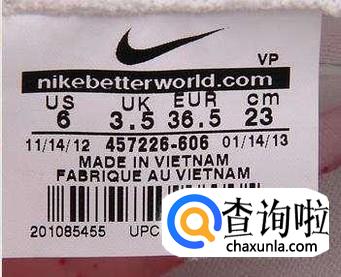 VP
nikebetterworld.com
US UK EUR cm
6 3.5 36.5 23
11/14/12 457226-606 01/14/13
MADE IN VIETNAM
FABRIQUE AU VIETNAM
201085455 UPC
查询啦
chaxunla.com